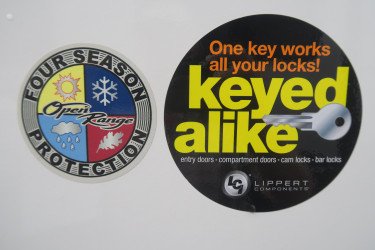 FOUR SEASON
Open
Range
PROTECTION
One key works
all your locks!
keyed
alike
entry doors • compartment doors • cam locks • bar locks
LCI LIPPERT
COMPONENTS